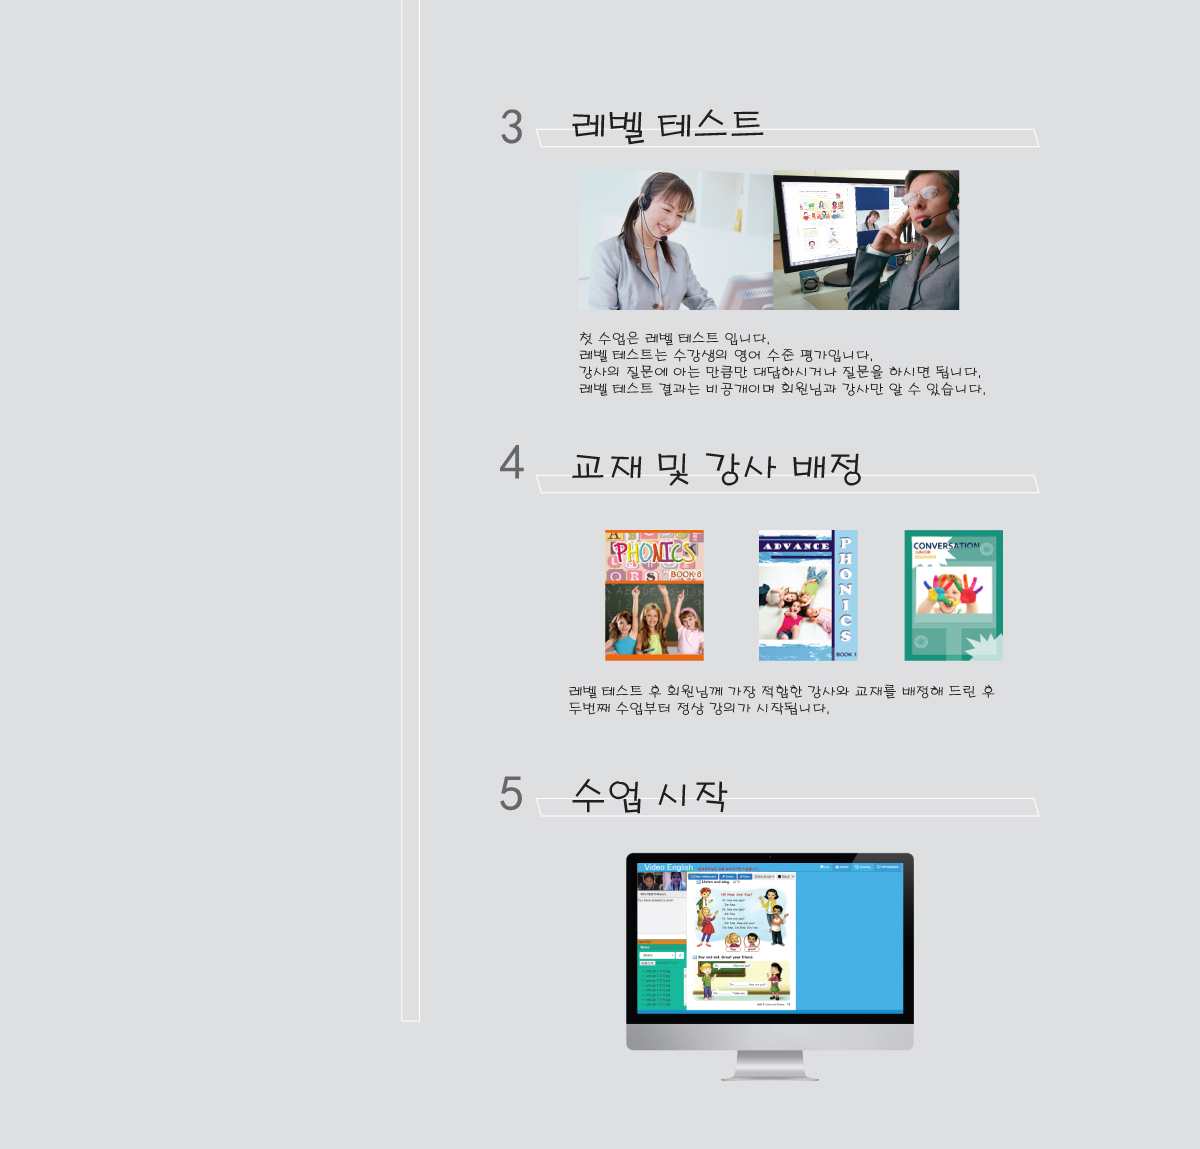 3 레벨 테스트
첫 수업은 레벨 테스트 입니다.
레벨 테스트는 수강생의 영어 수준 평가입니다.
강사의 질문에 아는 만큼만 대답하시거나 질문을 하시면 됩니다.
레벨 테스트 결과는 비공개이며 회원님과 강사만 알 수 있습니다.
4 교재 및 강사 배정
PHONICS
BOOK 6
ADVANCE
PHONICS
BOOK 1
CONVERSATION
JUNIOR
레벨 테스트 후 회원님께 가장 적합한 강사와 교재를 배정해 드린 후
두번째 수업부터 정상 강의가 시작됩니다.
5 수업 시작
Video English
Listen and sing.
Hi! How Are You?
Say and act. Greet your friend.